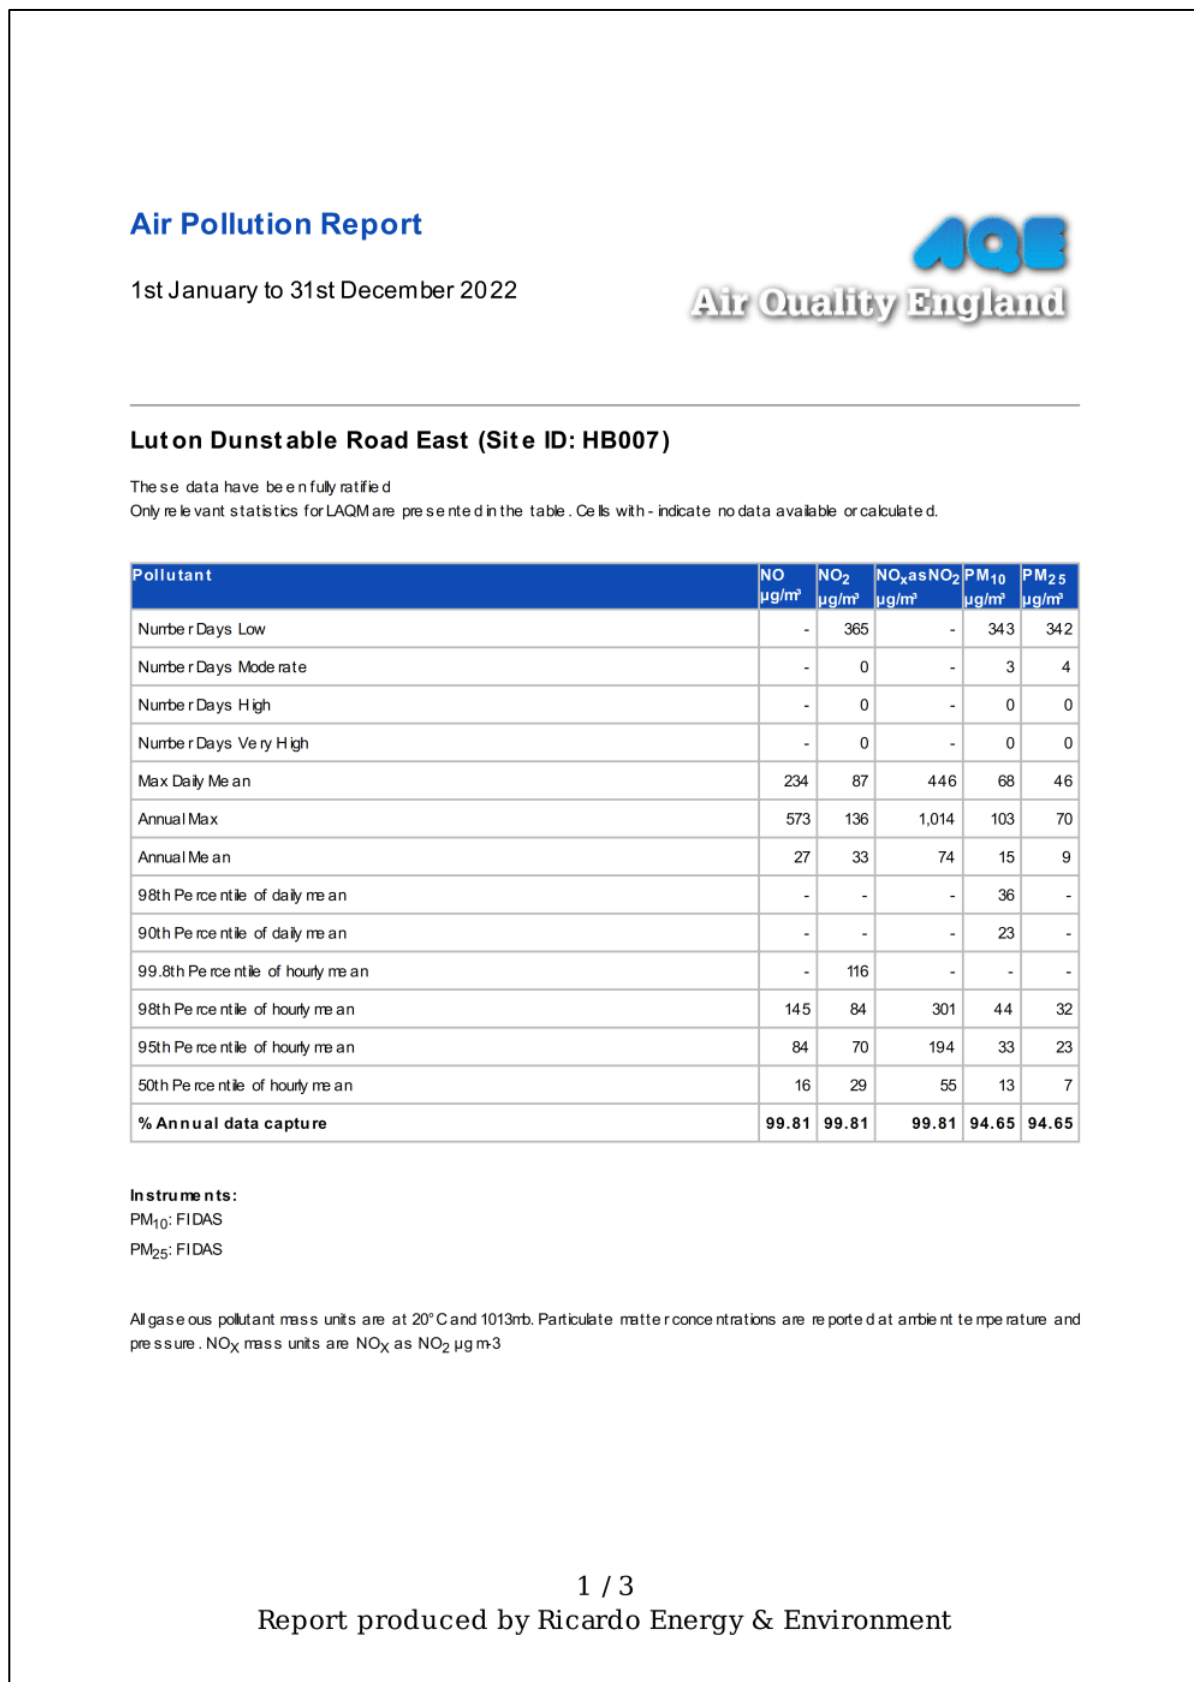 Air Pollution Report
AQE
1st January to 31st December 2022
Air Quality England
Luton Dunstable Road East (Site ID: HB007)
These data have been fully ratified
Only relevant statistics for LAQM are presented in the table. Cells with - indicate no data available or calculated.
Pollutant NO µg/m³ NO₂ µg/m³ NOₓasNO₂ µg/m³ PM₁₀ µg/m³ PM₂₅ µg/m³
Number Days Low - 365 - 343 342
Number Days Moderate - 0 - 3 4
Number Days High - 0 - 0 0
Number Days Very High - 0 - 0 0
Max Daily Mean 234 87 446 68 46
Annual Max 573 136 1,014 103 70
Annual Mean 27 33 74 15 9
98th Percentile of daily mean - - - 36 -
90th Percentile of daily mean - - - 23 -
99.8th Percentile of hourly mean - 116 - - -
98th Percentile of hourly mean 145 84 301 44 32
95th Percentile of hourly mean 84 70 194 33 23
50th Percentile of hourly mean 16 29 55 13 7
% Annual data capture 99.81 99.81 99.81 94.65 94.65
Instruments:
PM₁₀: FIDAS
PM₂₅: FIDAS
All gaseous pollutant mass units are at 20°C and 1013mb. Particulate matter concentrations are reported at ambient temperature and
pressure. NOX mass units are NOX as NO₂ µg m-3
1 / 3
Report produced by Ricardo Energy & Environment